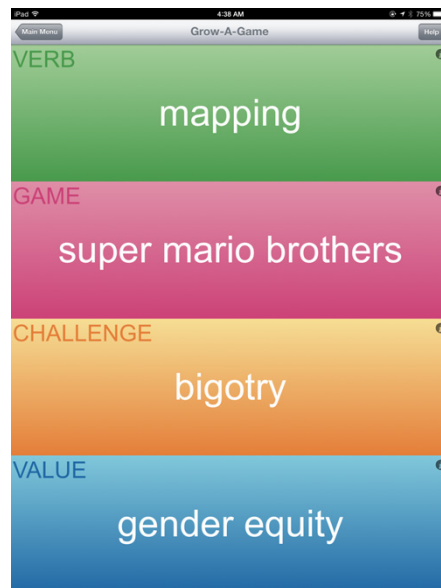 iPad 4:38 AM 75%
Main Menu Grow-A-Game Help
VERB
mapping
GAME
super mario brothers
CHALLENGE
bigotry
VALUE
gender equity